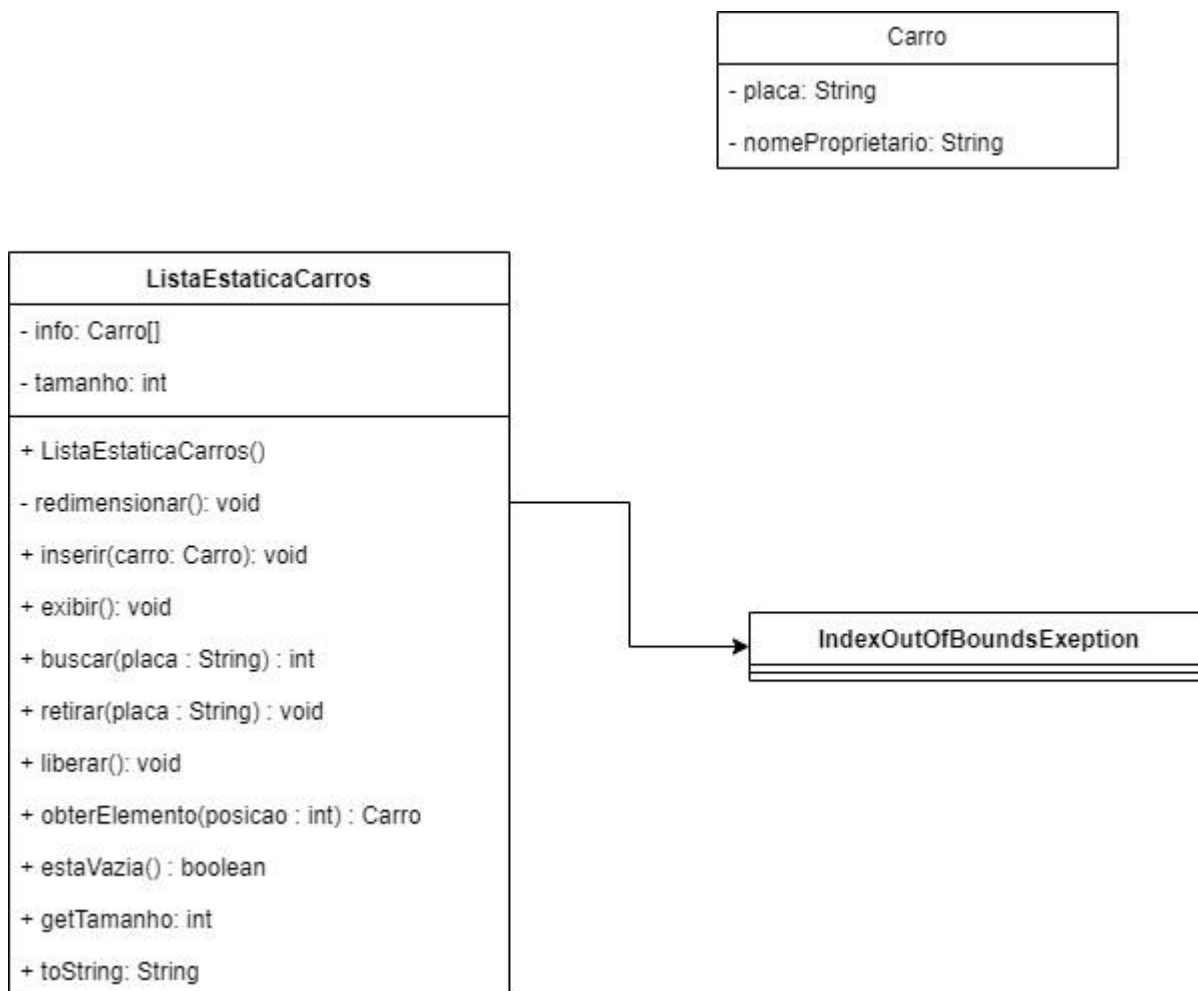 Carro
- placa: String
- nomeProprietario: String
ListaEstaticaCarros
- info: Carro[]
- tamanho: int
+ ListaEstaticaCarros()
- redimensionar(): void
+ inserir(carro: Carro): void
+ exibir(): void
+ buscar(placa : String) : int
+ retirar(placa : String) : void
+ liberar(): void
+ obterElemento(posicao : int) : Carro
+ estaVazia() : boolean
+ getTamanho: int
+ toString: String
IndexOutOfBoundsExeption